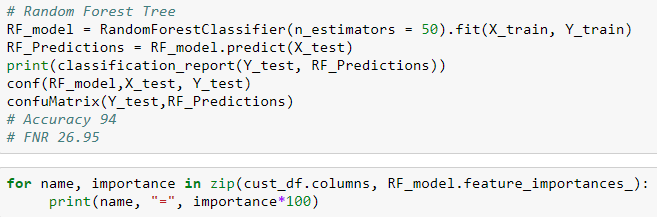 # Random Forest Tree
RF_model = RandomForestClassifier(n_estimators = 50).fit(X_train, Y_train)
RF_Predictions = RF_model.predict(X_test)
print(classification_report(Y_test, RF_Predictions))
conf(RF_model,X_test, Y_test)
confuMatrix(Y_test,RF_Predictions)
# Accuracy 94
# FNR 26.95
for name, importance in zip(cust_df.columns, RF_model.feature_importances_):
print(name, "=", importance*100)